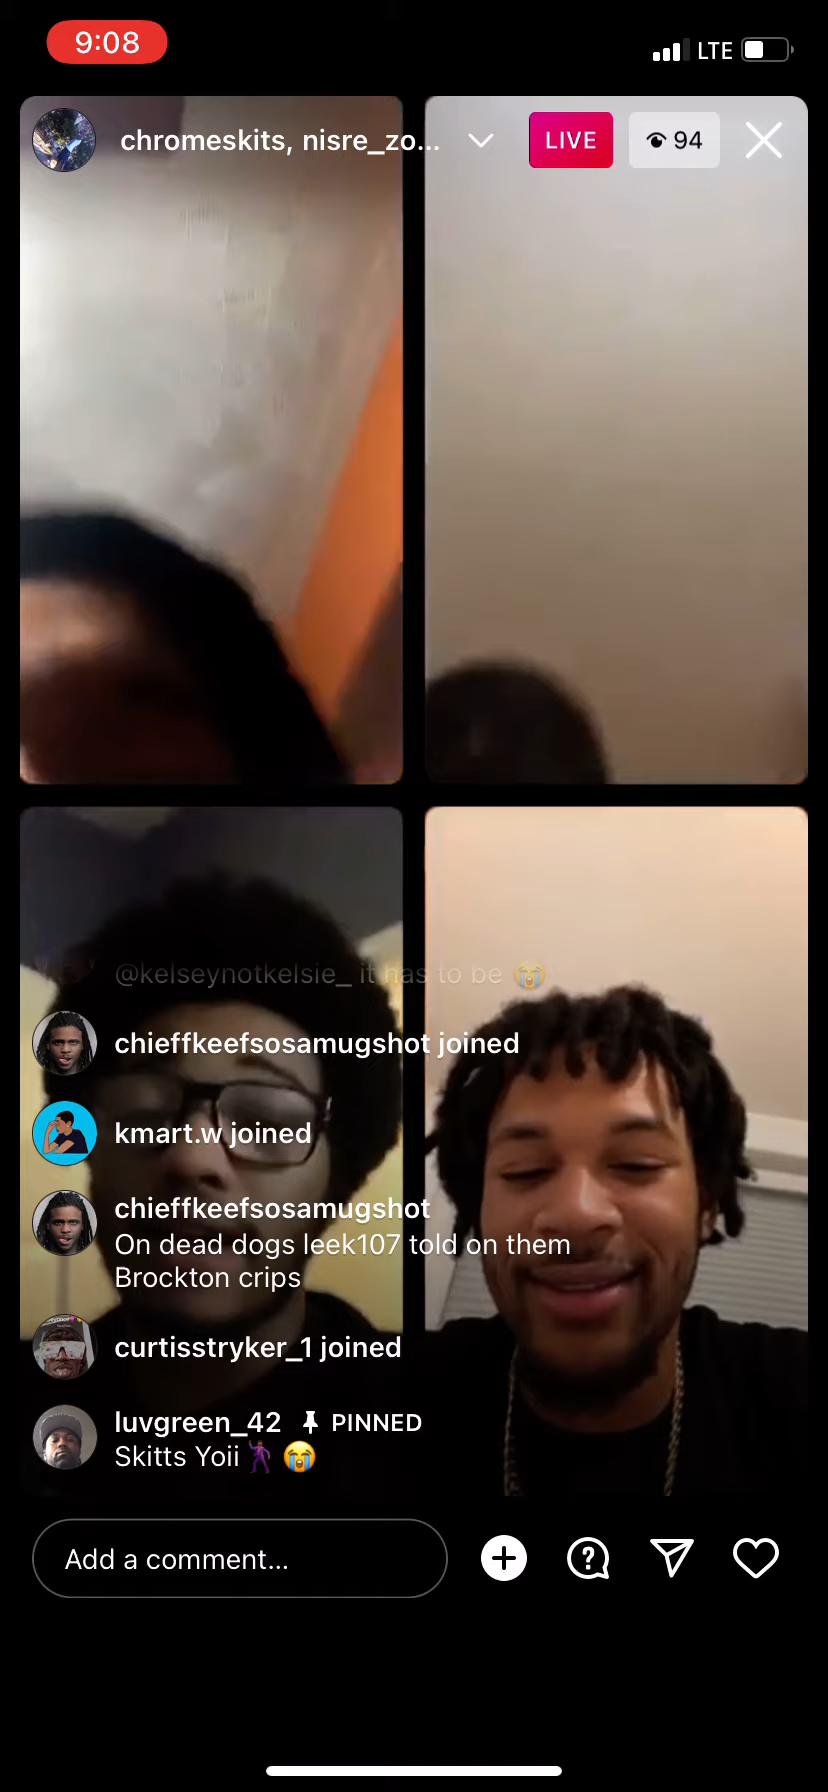 9:08
LTE
chromeskits, nisre_zo...
LIVE
94
@kelseynotkelsie_ it has to be 😭
chieffkeefsosamugshot joined
kmart.w joined
chieffkeefsosamugshot
On dead dogs leek107 told on them
Brockton crips
curtisstryker_1 joined
luvgreen_42 PINNED
Skitts Yoii 🕺🏿 😭
Add a comment...